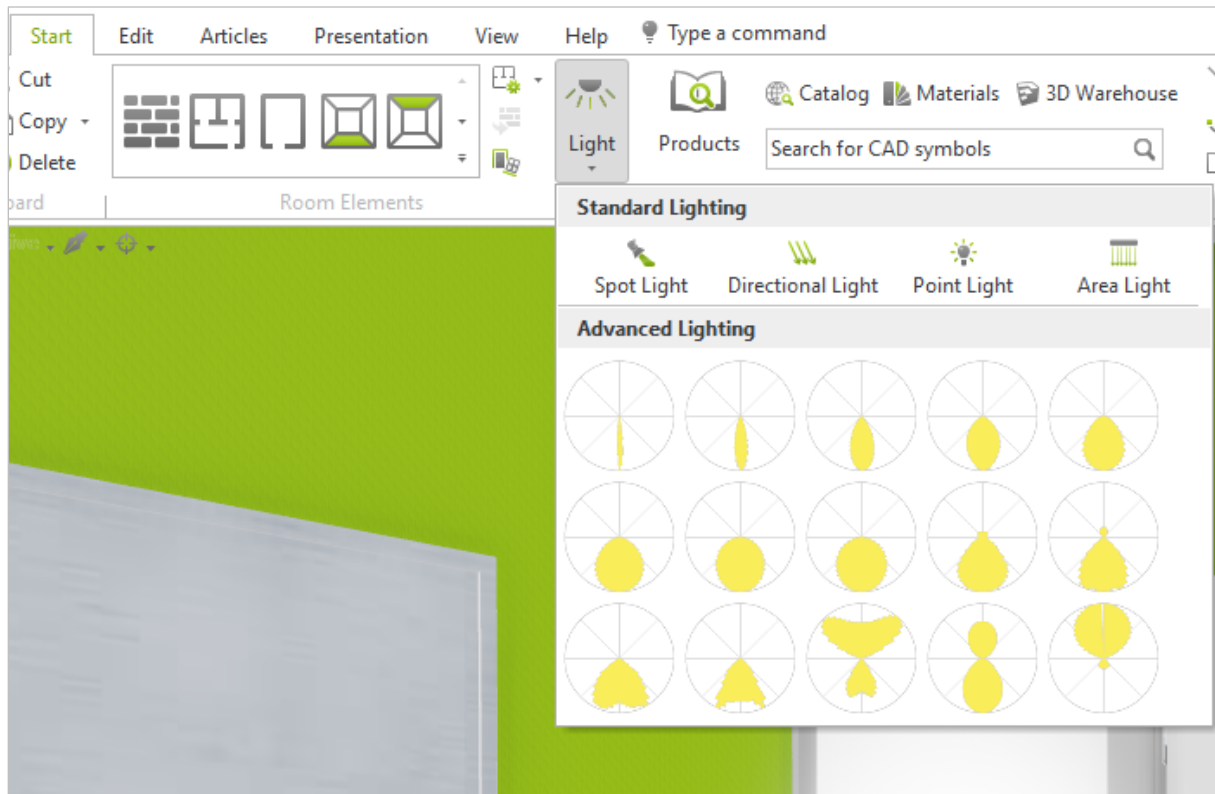 Start Edit Articles Presentation View Help Type a command
Cut
Copy
Delete
Light
Products
Catalog Materials 3D Warehouse
Search for CAD symbols
Room Elements
Standard Lighting
Spot Light Directional Light Point Light Area Light
Advanced Lighting